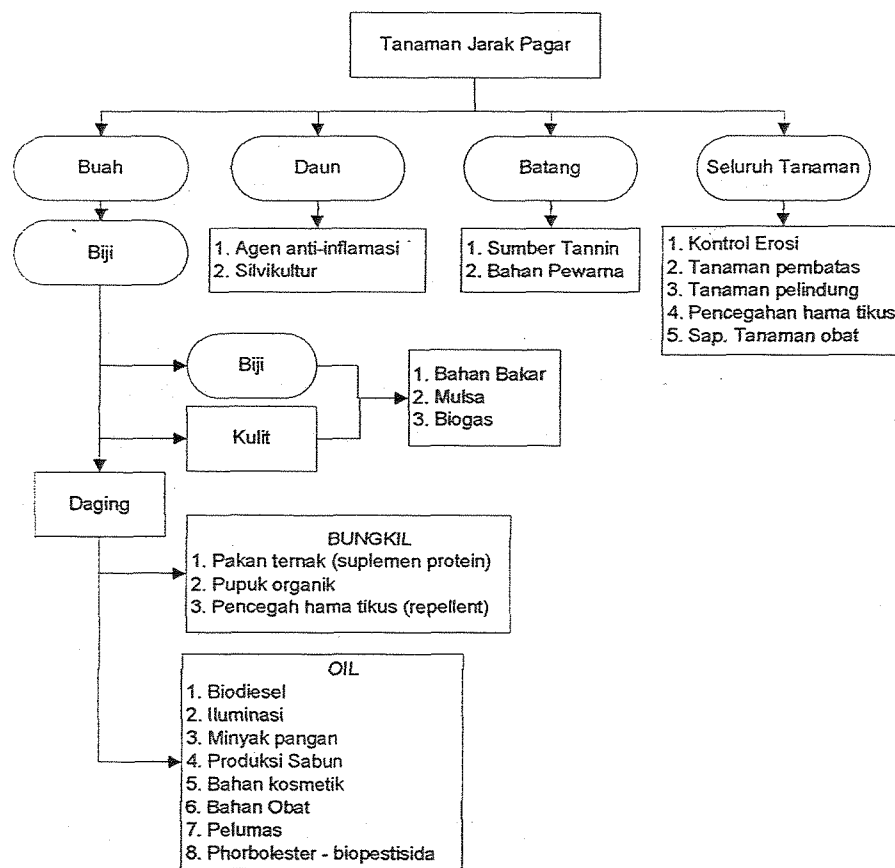 Tanaman Jarak Pagar
Buah
Daun
Batang
Seluruh Tanaman
Biji
1. Agen anti-inflamasi
2. Silvikultur
1. Sumber Tannin
2. Bahan Pewarna
1. Kontrol Erosi
2. Tanaman pembatas
3. Tanaman pelindung
4. Pencegahan hama tikus
5. Sap. Tanaman obat
Biji
Kulit
1. Bahan Bakar
2. Mulsa
3. Biogas
Daging
BUNGKIL
1. Pakan ternak (suplemen protein)
2. Pupuk organik
3. Pencegah hama tikus (repellent)
OIL
1. Biodiesel
2. Iluminasi
3. Minyak pangan
4. Produksi Sabun
5. Bahan kosmetik
6. Bahan Obat
7. Pelumas
8. Phorbolester - biopestisida